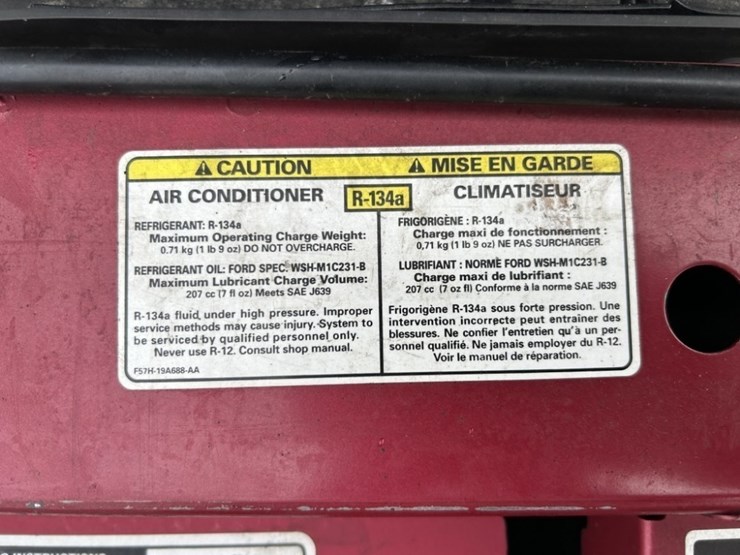 ⚠ CAUTION
AIR CONDITIONER
R-134a
REFRIGERANT: R-134a
Maximum Operating Charge Weight:
0.71 kg (1 lb 9 oz) DO NOT OVERCHARGE.
REFRIGERANT OIL: FORD SPEC. WSH-M1C231-B
Maximum Lubricant Charge Volume:
207 cc (7 fl oz) Meets SAE J639
R-134a fluid, under high pressure. Improper
service methods may cause injury. System to
be serviced by qualified personnel only.
Never use R-12. Consult shop manual.
F57H-19A688-AA
⚠ MISE EN GARDE
CLIMATISEUR
FRIGORIGÈNE : R-134a
Charge maxi de fonctionnement :
0,71 kg (1 lb 9 oz) NE PAS SURCHARGER.
LUBRIFIANT : NORME FORD WSH-M1C231-B
Charge maxi de lubrifiant :
207 cc (7 oz fl) Conforme à la norme SAE J639
Frigorigène R-134a sous forte pression. Une
intervention incorrecte peut entrainer des
blessures. Ne confier l'entretien qu'à un per-
sonnel qualifié. Ne jamais employer du R-12.
Voir le manuel de réparation.